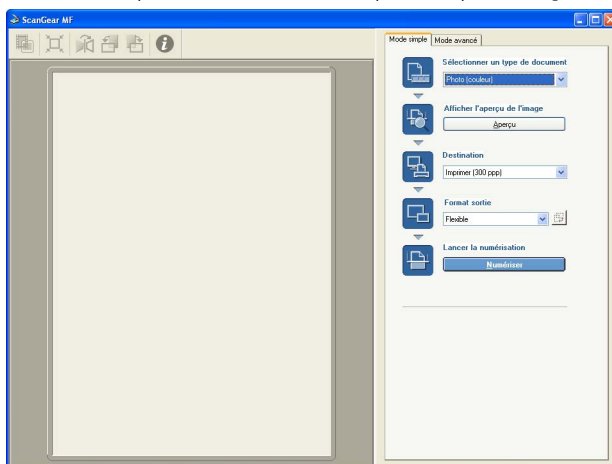 ScanGear MF
Mode simple
Mode avancé
Sélectionner un type de document
Photo (couleur)
Afficher l'aperçu de l'image
Aperçu
Destination
Imprimer (300 ppp)
Format sortie
Flexible
Lancer la numérisation
Numériser